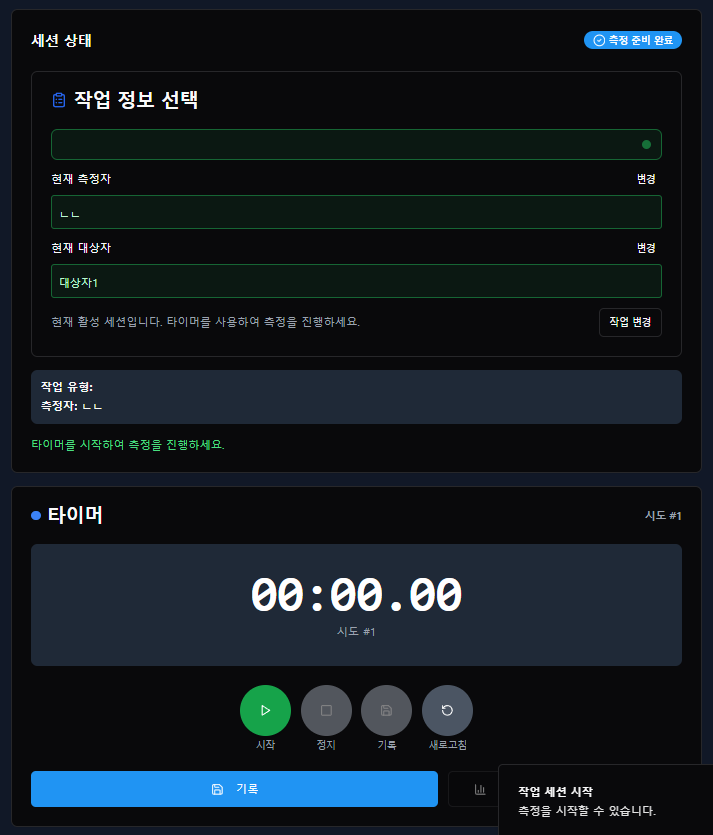 세션 상태
측정 준비 완료
작업 정보 선택
현재 측정자
변경
ㄴㄴ
현재 대상자
변경
대상자1
현재 활성 세션입니다. 타이머를 사용하여 측정을 진행하세요.
작업 변경
작업 유형:
측정자: ㄴㄴ
타이머를 시작하여 측정을 진행하세요.
타이머
시도 #1
00:00.00
시도 #1
시작
정지
기록
새로고침
기록
작업 세션 시작
측정을 시작할 수 있습니다.